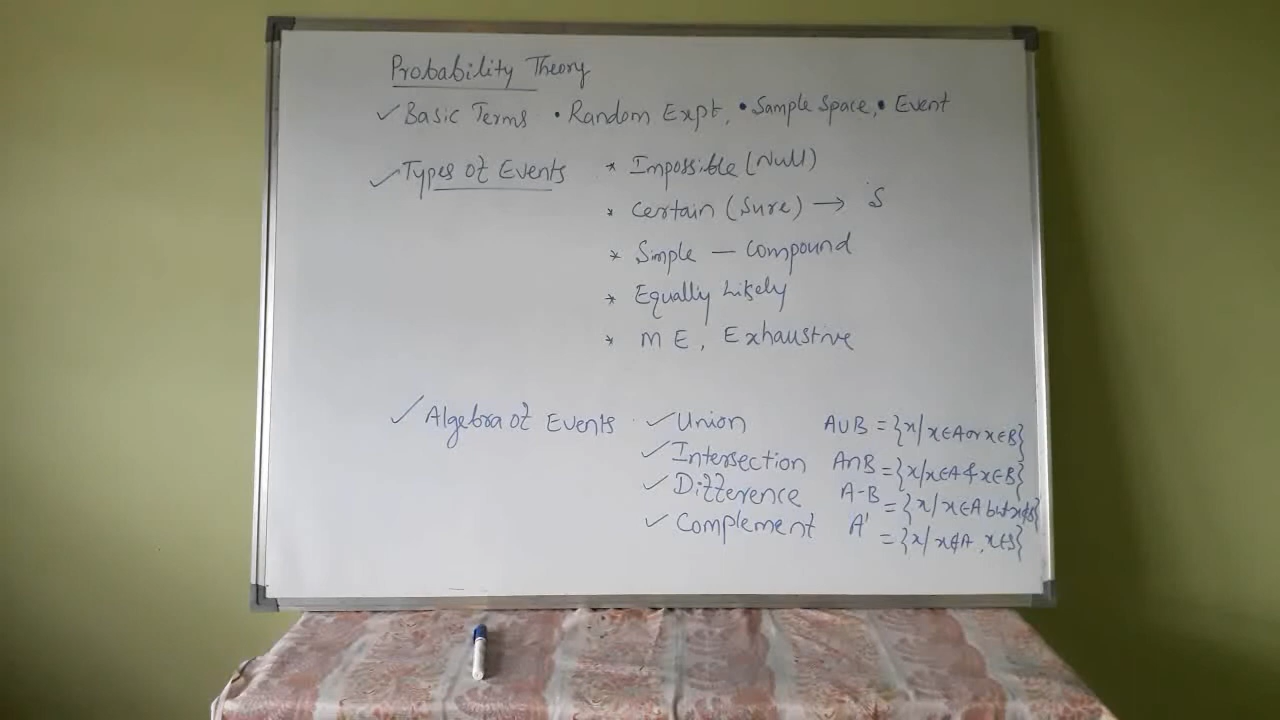 Probability Theory
✓ Basic Terms • Random Expt, • Sample Space, • Event
✓ Types of Events * Impossible (Null)
* Certain (Sure) → S
* Simple — Compound
* Equally Likely
* M E, Exhaustive
✓ Algebra of Events ✓ Union A∪B = {x/x∈A or x∈B}
✓ Intersection A∩B = {x/x∈A & x∈B}
✓ Difference A-B = {x/x∈A but x∉
✓ Complement A' = {x/x∉A, x∈S}